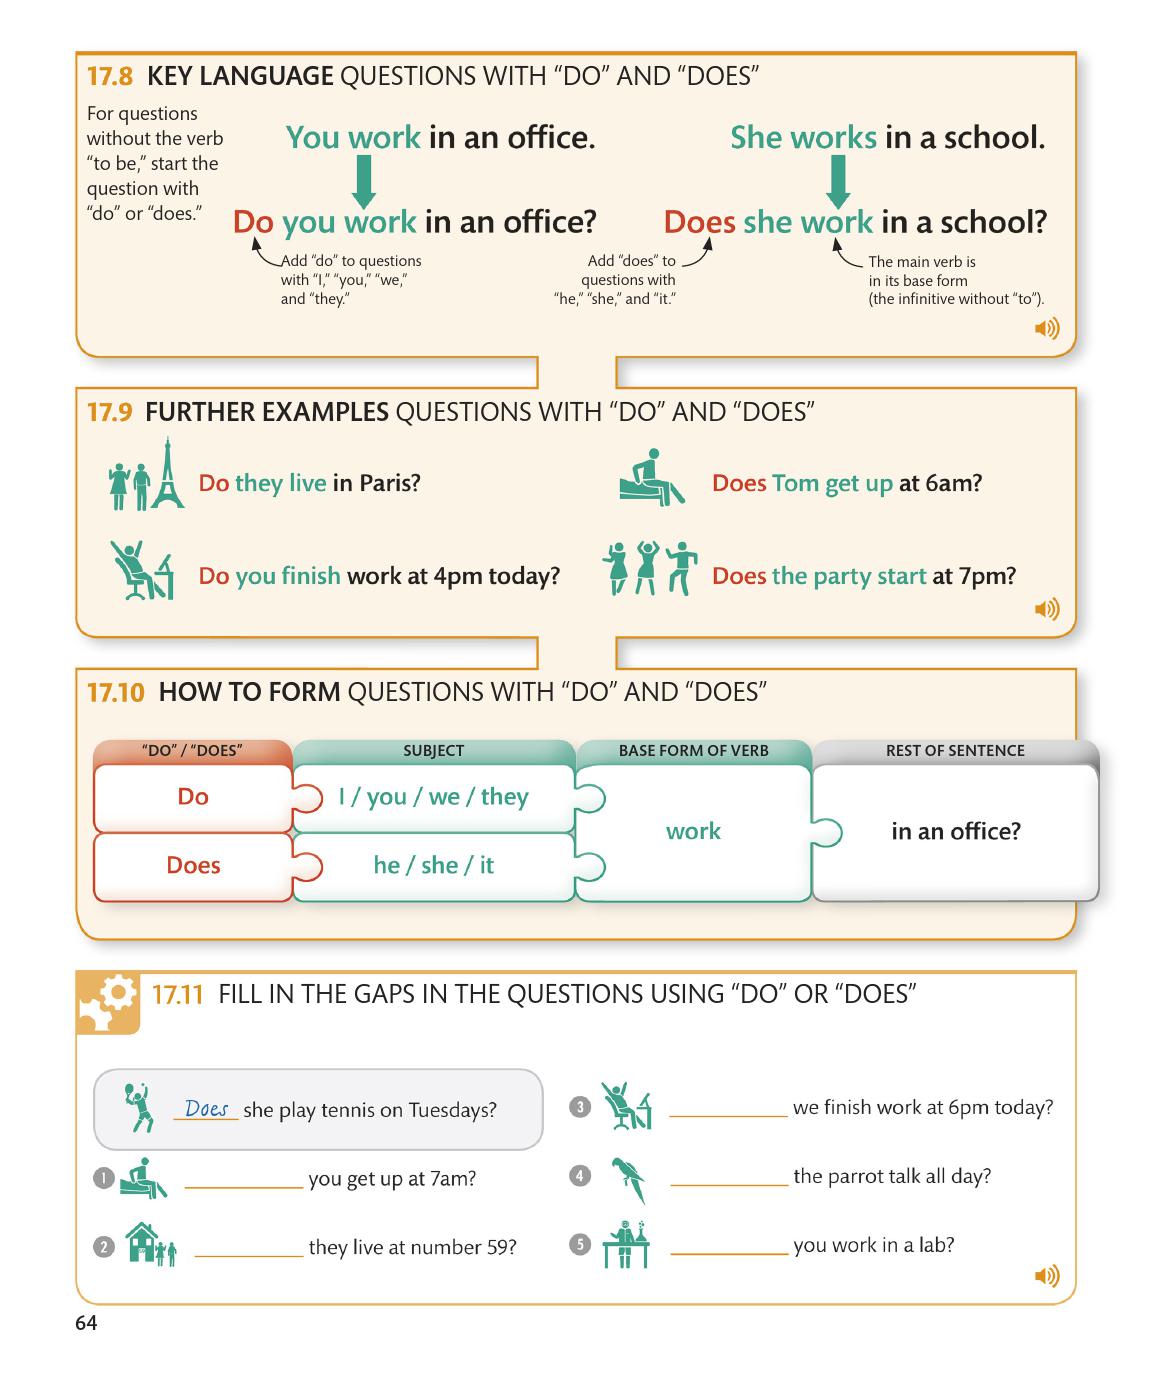 17.8 KEY LANGUAGE QUESTIONS WITH “DO” AND “DOES”
For questions
without the verb
“to be,” start the
question with
“do” or “does.”
You work in an office.
Do you work in an office?
Add “do” to questions
with “I,” “you,” “we,”
and “they.”
She works in a school.
Does she work in a school?
Add “does” to
questions with
“he,” “she,” and “it.”
The main verb is
in its base form
(the infinitive without “to”).
17.9 FURTHER EXAMPLES QUESTIONS WITH “DO” AND “DOES”
Do they live in Paris?
Does Tom get up at 6am?
Do you finish work at 4pm today?
Does the party start at 7pm?
17.10 HOW TO FORM QUESTIONS WITH “DO” AND “DOES”
“DO” / “DOES” SUBJECT BASE FORM OF VERB REST OF SENTENCE
Do I / you / we / they
work in an office?
Does he / she / it
17.11 FILL IN THE GAPS IN THE QUESTIONS USING “DO” OR “DOES”
Does she play tennis on Tuesdays?
1 ___________ you get up at 7am?
2 ___________ they live at number 59?
3 ___________ we finish work at 6pm today?
4 ___________ the parrot talk all day?
5 ___________ you work in a lab?
64